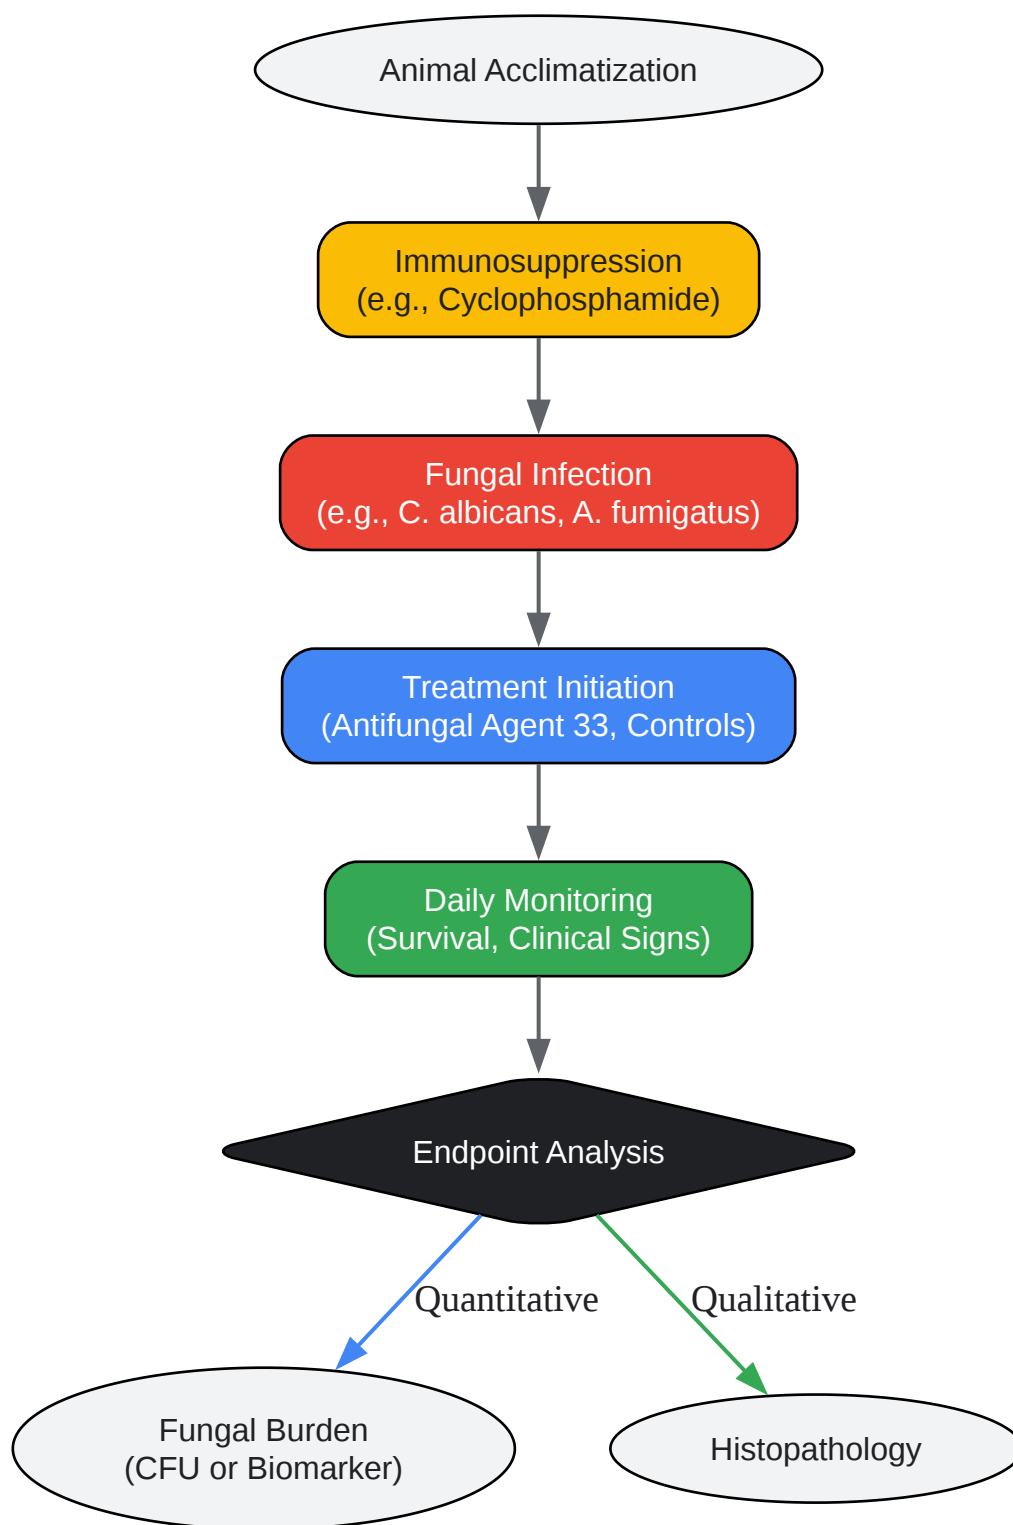 Animal Acclimatization
Immunosuppression
(e.g., Cyclophosphamide)
Fungal Infection
(e.g., C. albicans, A. fumigatus)
Treatment Initiation
(Antifungal Agent 33, Controls)
Daily Monitoring
(Survival, Clinical Signs)
Endpoint Analysis
Quantitative
Qualitative
Fungal Burden
(CFU or Biomarker)
Histopathology